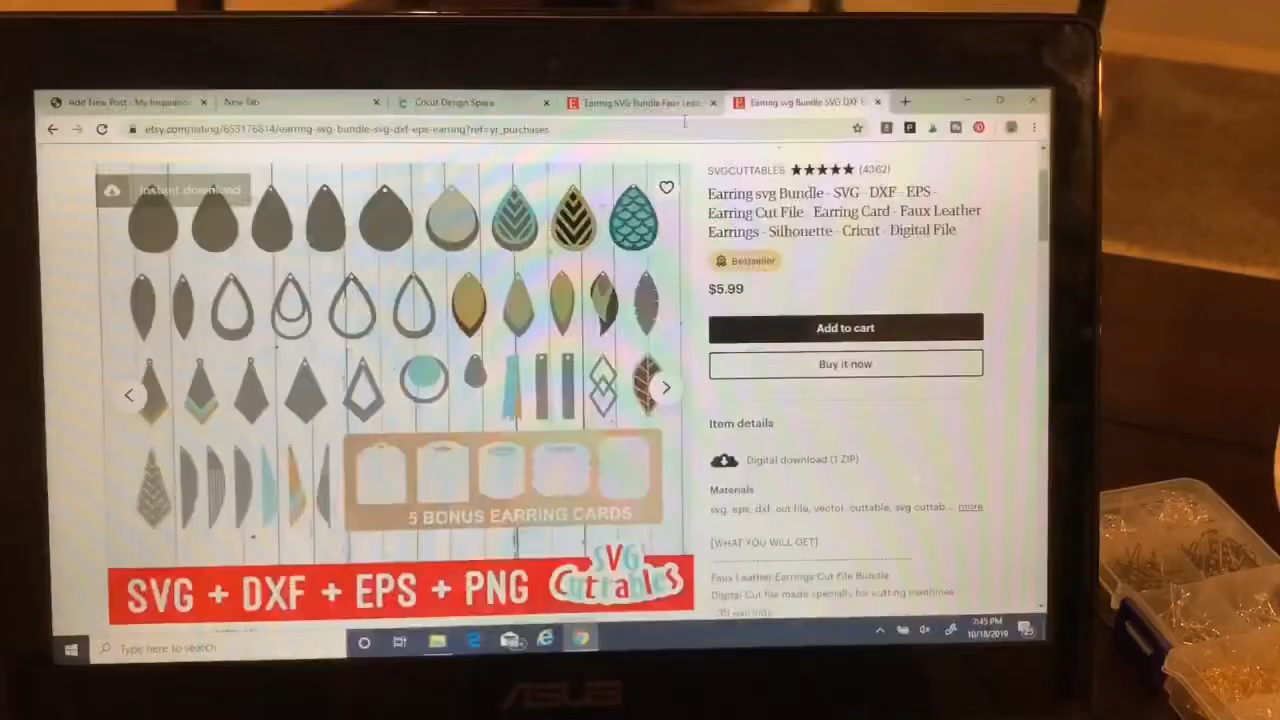 Add New Post - My Inspiration
New Tab
Cricut Design Space
Earring SVG Bundle Faux Leat
Earring svg Bundle SVG DXF E
etsy.com/listing/653176814/earring-svg-bundle-svg-dxf-eps-earring?ref=yr_purchases
Instant download
SVGCUTTABLES ★★★★★ (4362)
Earring svg Bundle - SVG - DXF - EPS -
Earring Cut File - Earring Card - Faux Leather
Earrings - Silhouette - Cricut - Digital File
Bestseller
$5.99
Add to cart
Buy it now
Item details
Digital download (1 ZIP)
Materials
svg, eps, dxf, cut file, vector, cuttable, svg cuttab... more
[WHAT YOU WILL GET]
Faux Leather Earrings Cut File Bundle
Digital Cut file made specially for cutting machines
5 BONUS EARRING CARDS
SVG + DXF + EPS + PNG
SVG
Cuttables
Type here to search
7:45 PM
10/18/2019
ASUS